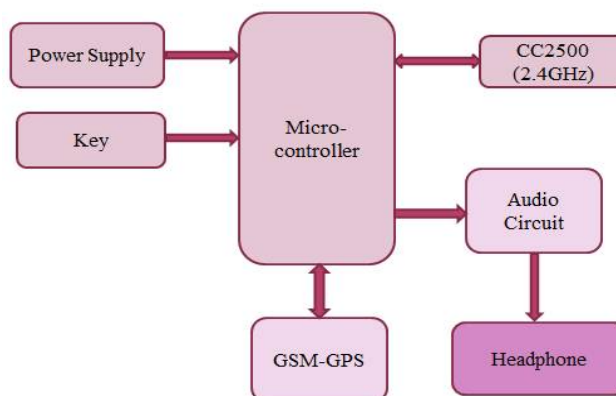 Power Supply
CC2500
(2.4GHz)
Key
Micro-
controller
Audio
Circuit
GSM-GPS
Headphone